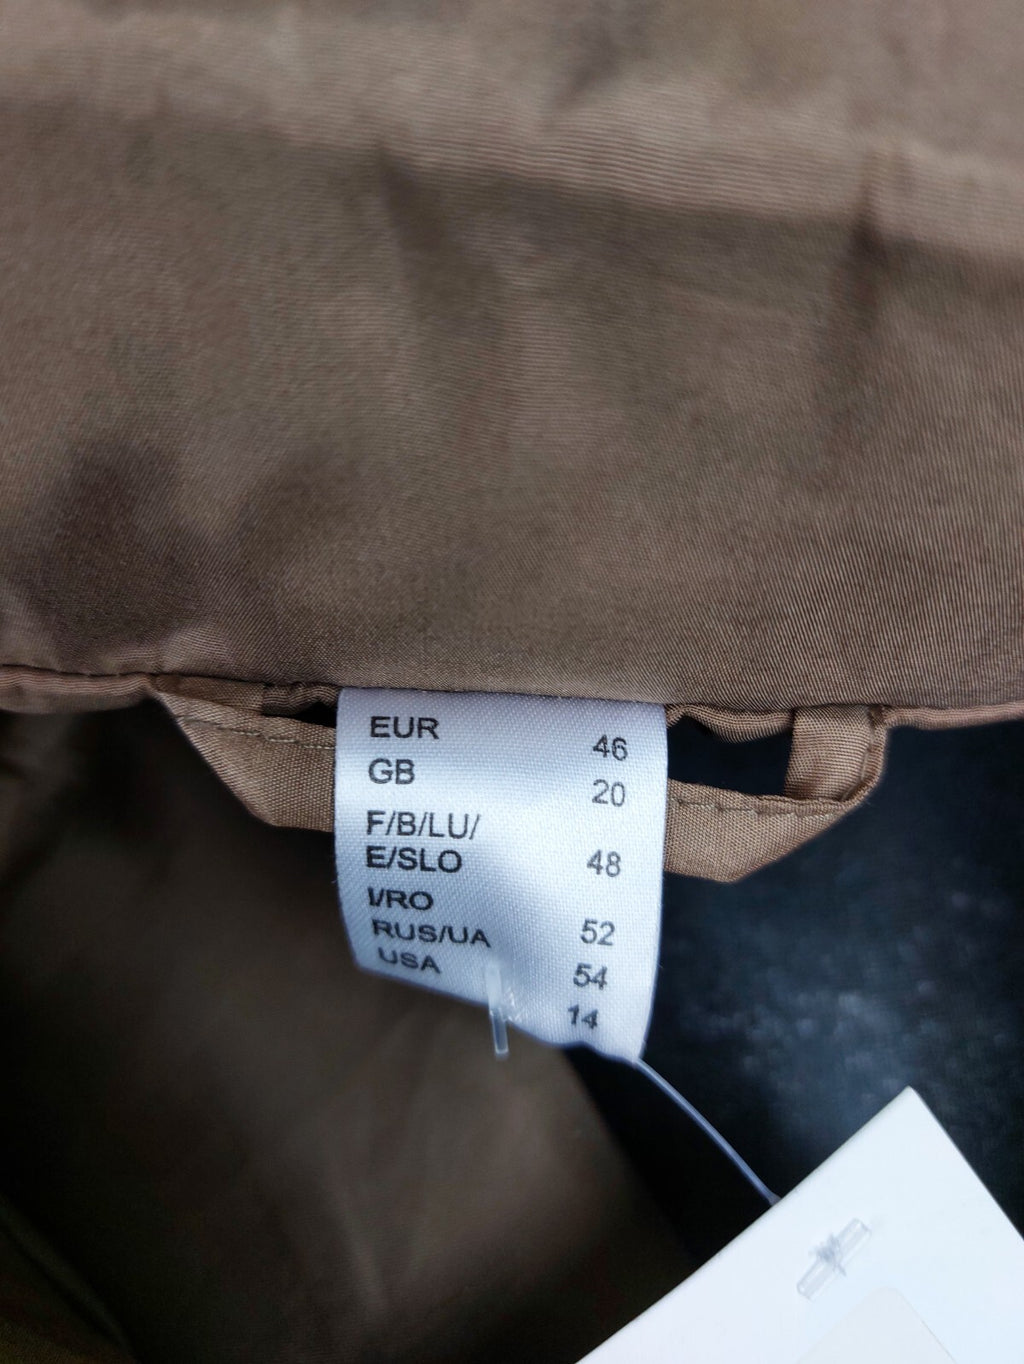 EUR 46
GB 20
F/B/LU/
E/SLO 48
I/RO 52
RUS/UA 54
USA 14